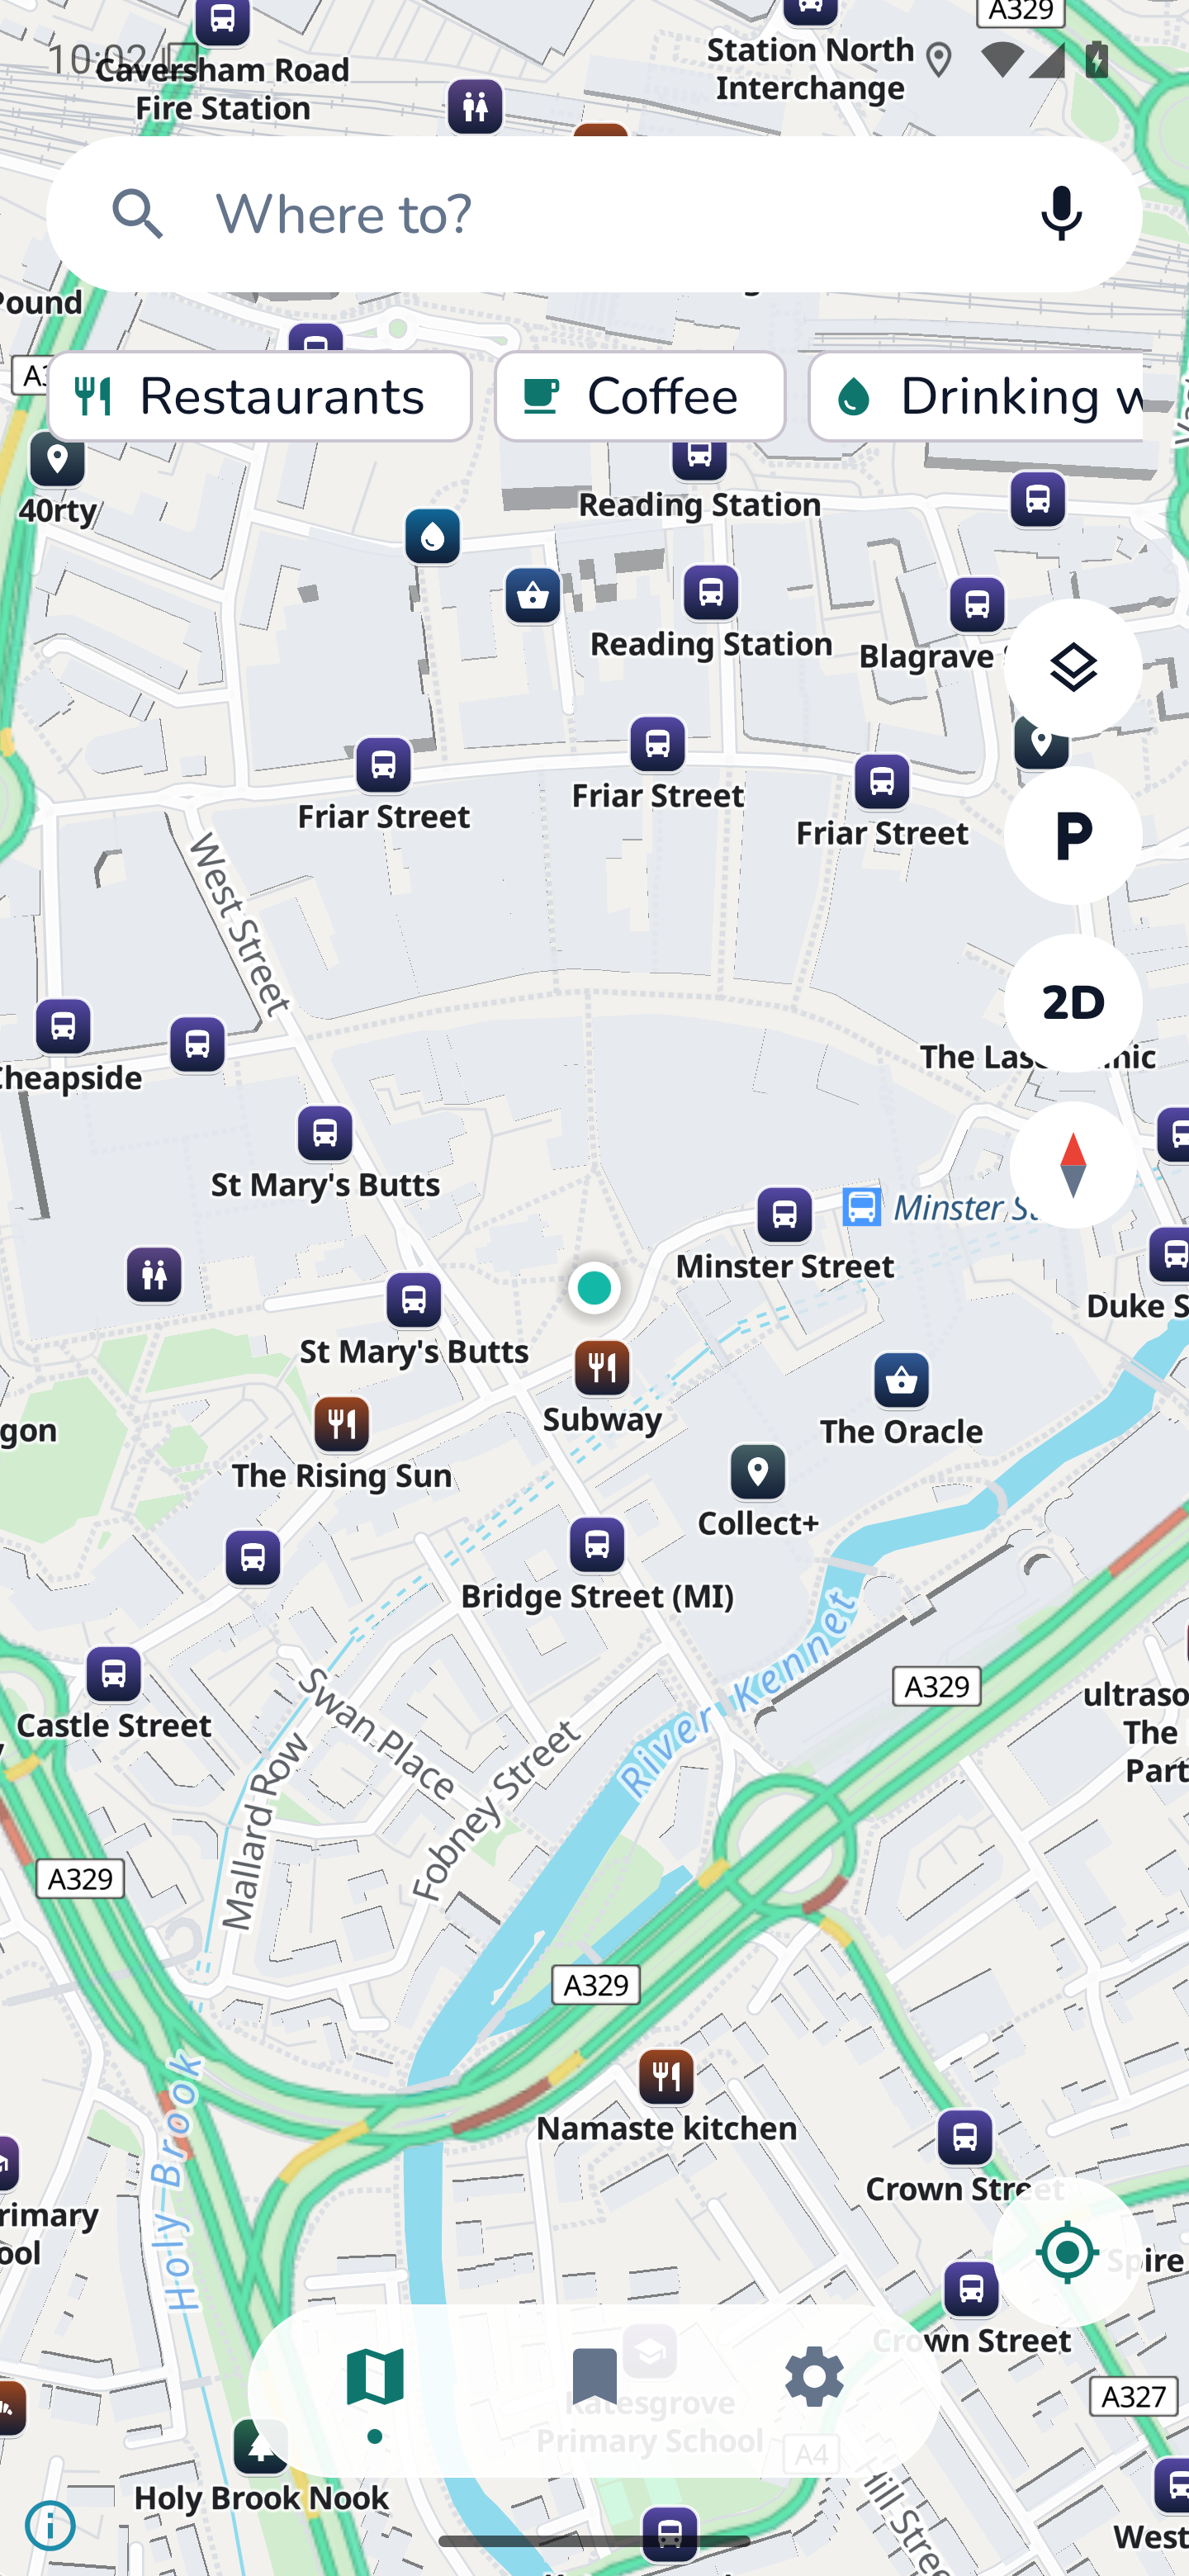 A329
10:02
Caversham Road
Fire Station
Station North
Interchange
Where to?
Restaurants
Coffee
Drinking
40rty
Reading Station
Reading Station
Blagrave
Friar Street
Friar Street
Friar Street
P
West Street
2D
The
Cheapside
St Mary's Butts
Minster
Minster Street
Duke
St Mary's Butts
Subway
The Oracle
The Rising Sun
Collect+
Bridge Street (MI)
River Kennet
A329
Castle Street
Swan Place
Mallard Row
Fobney Street
The
A329
A329
Holy Brook
Namaste kitchen
Crown Street
Crown Street
Katesgrove
Primary School
A4
A327
Holy Brook Nook
West